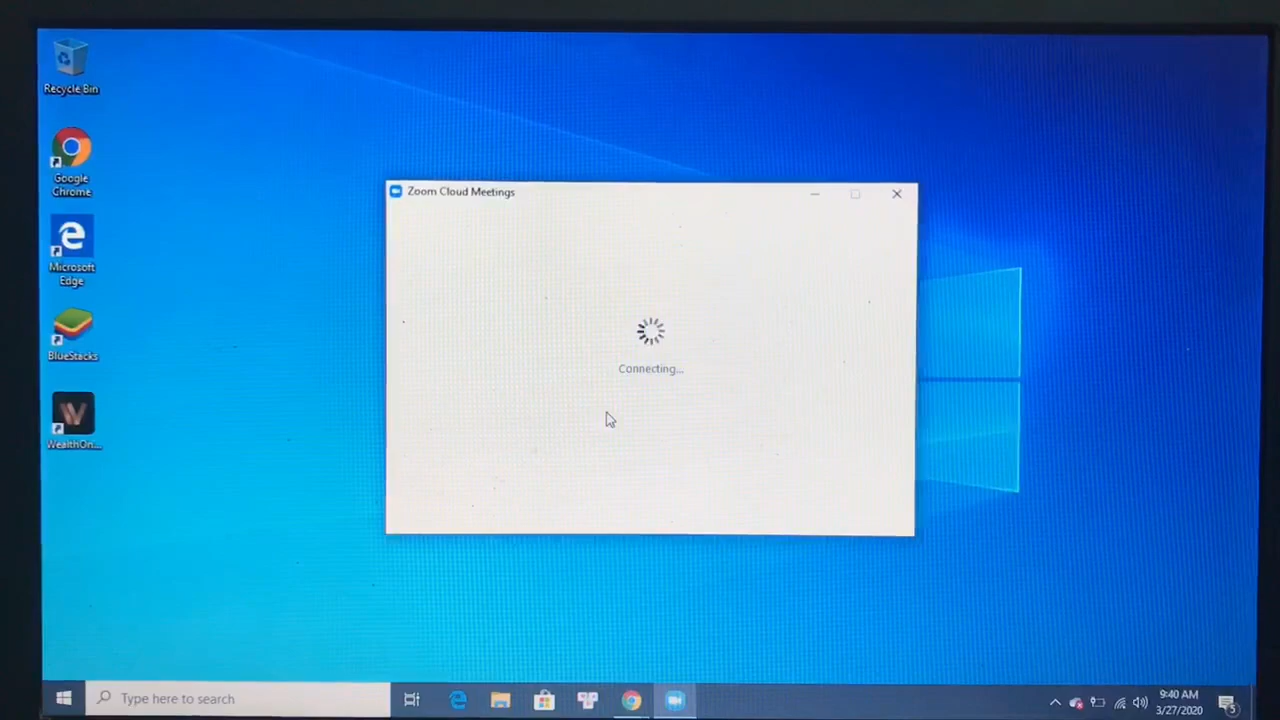 Recycle Bin
Google
Chrome
Microsoft
Edge
BlueStacks
WealthOn...
Zoom Cloud Meetings
Connecting...
Type here to search
9:40 AM
3/27/2020
5